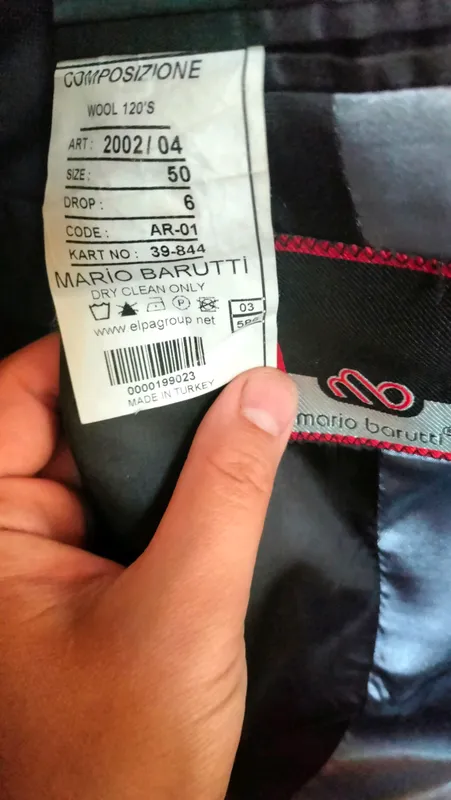 COMPOSIZIONE
WOOL 120'S
ART: 2002/04
SIZE: 50
DROP: 6
CODE: AR-01
KART NO: 39-844
MARİO BARUTTİ
DRY CLEAN ONLY
P
www.elpagroup.net
03
0000199023
MADE IN TURKEY
mb
mario barutti®